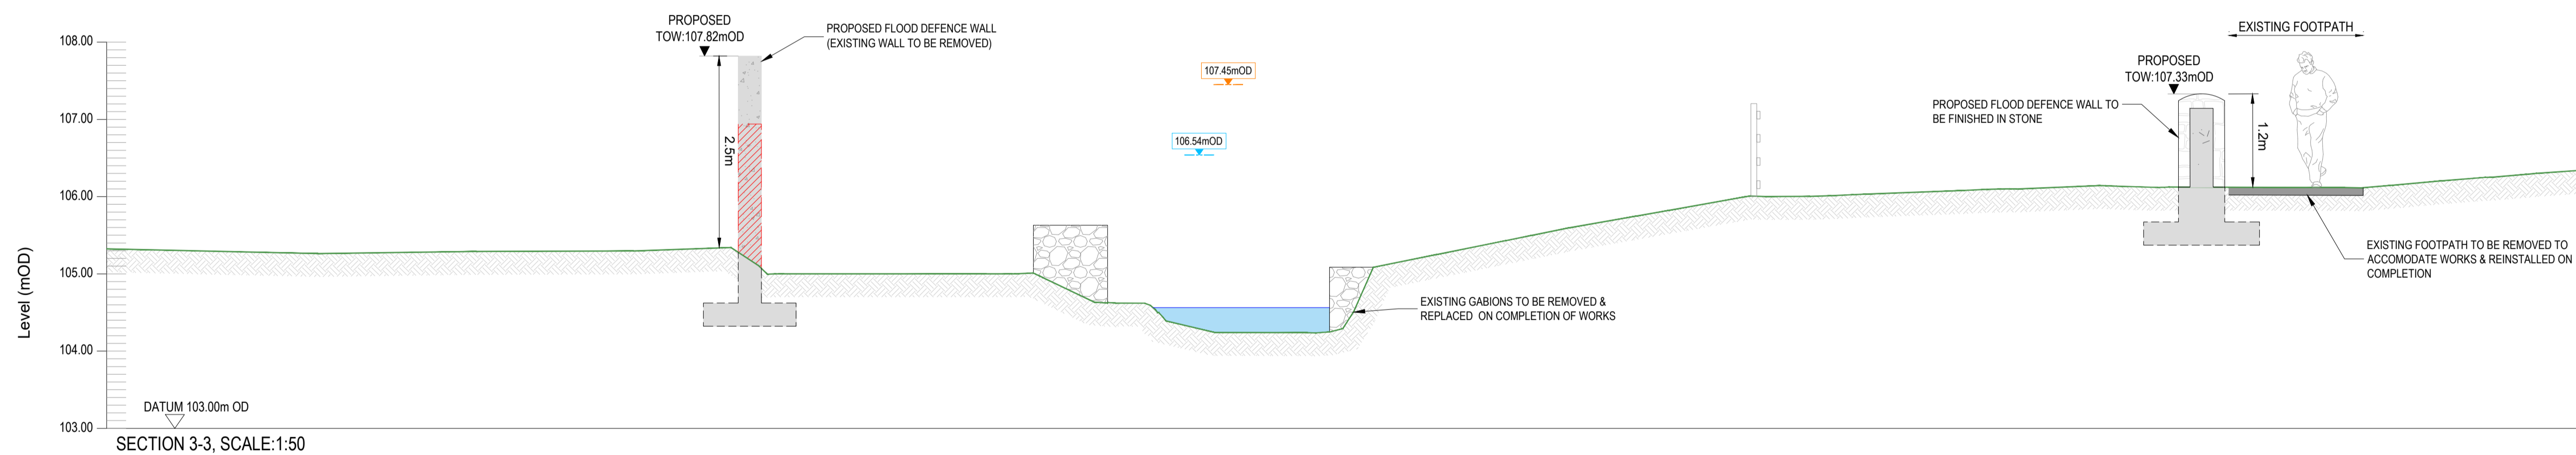 PROPOSED
TOW:107.82mOD
PROPOSED FLOOD DEFENCE WALL
(EXISTING WALL TO BE REMOVED)
2.5m
107.45mOD
106.54mOD
EXISTING FOOTPATH
PROPOSED
TOW:107.33mOD
PROPOSED FLOOD DEFENCE WALL TO
BE FINISHED IN STONE
1.2m
EXISTING FOOTPATH TO BE REMOVED TO
ACCOMODATE WORKS & REINSTALLED ON
COMPLETION
EXISTING GABIONS TO BE REMOVED &
REPLACED ON COMPLETION OF WORKS
Level (mOD)
108.00
107.00
106.00
105.00
104.00
103.00
DATUM 103.00m OD
SECTION 3-3, SCALE:1:50